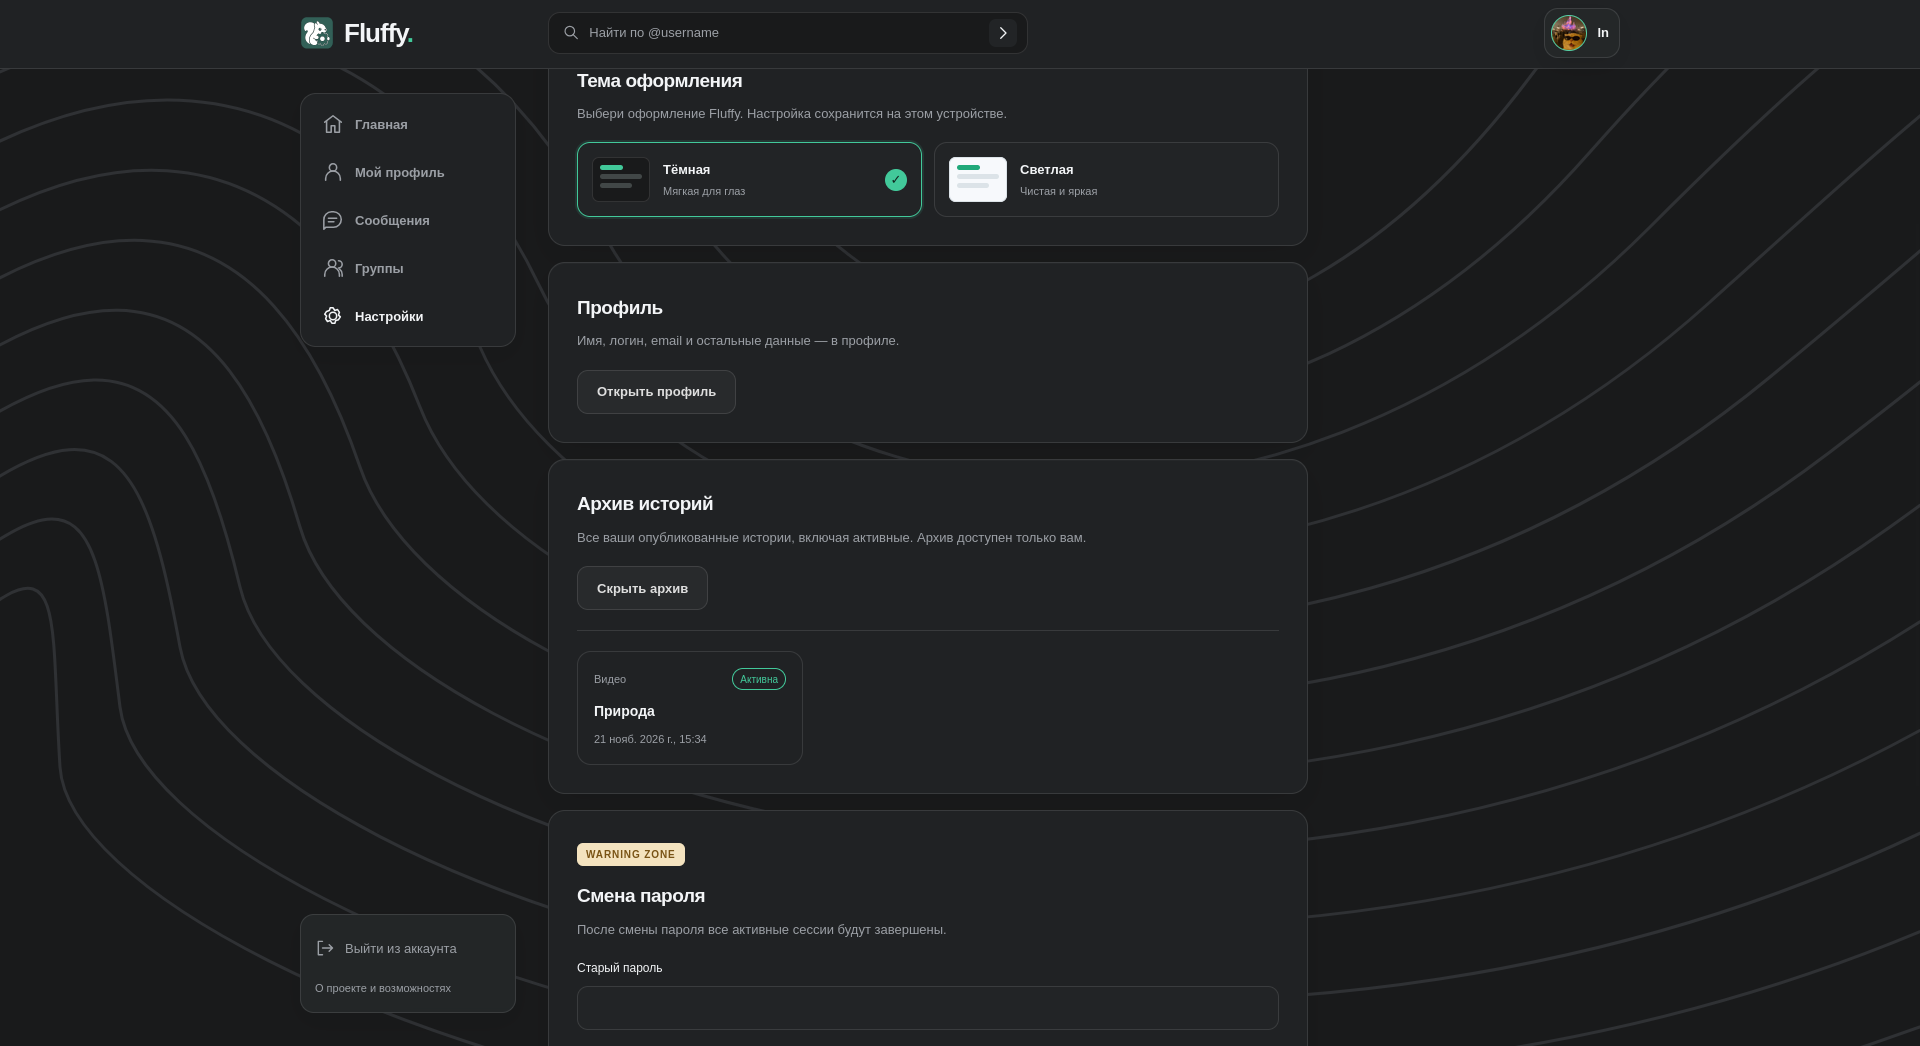 Fluffy.
Найти по @username
In
Главная
Мой профиль
Сообщения
Группы
Настройки
Тема оформления
Выбери оформление Fluffy. Настройка сохранится на этом устройстве.
Тёмная
Мягкая для глаз
Светлая
Чистая и яркая
Профиль
Имя, логин, email и остальные данные — в профиле.
Открыть профиль
Архив историй
Все ваши опубликованные истории, включая активные. Архив доступен только вам.
Скрыть архив
Видео
Активна
Природа
21 нояб. 2026 г., 15:34
WARNING ZONE
Смена пароля
После смены пароля все активные сессии будут завершены.
Старый пароль
Выйти из аккаунта
О проекте и возможностях